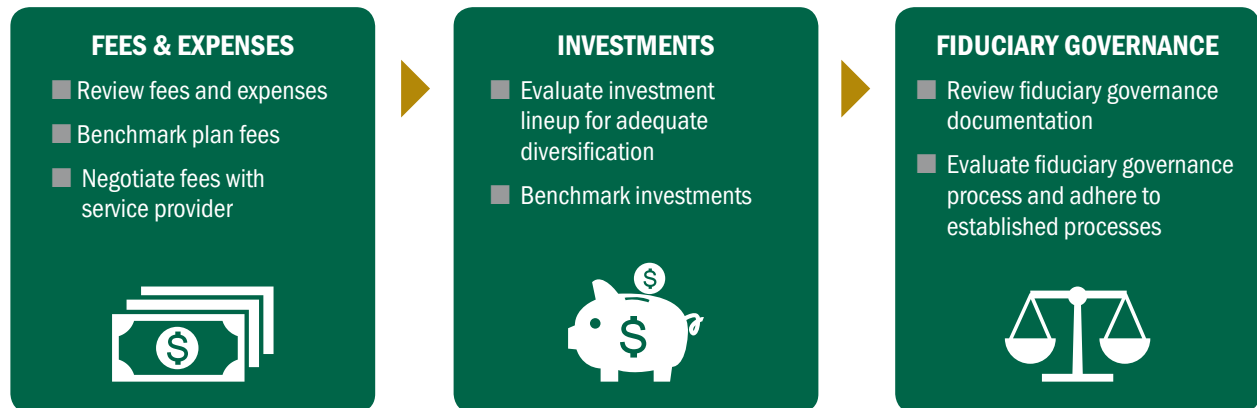 FEES & EXPENSES
Review fees and expenses
Benchmark plan fees
Negotiate fees with
service provider
$
INVESTMENTS
Evaluate investment
lineup for adequate
diversification
Benchmark investments
$
$
FIDUCIARY GOVERNANCE
Review fiduciary governance
documentation
Evaluate fiduciary governance
process and adhere to
established processes